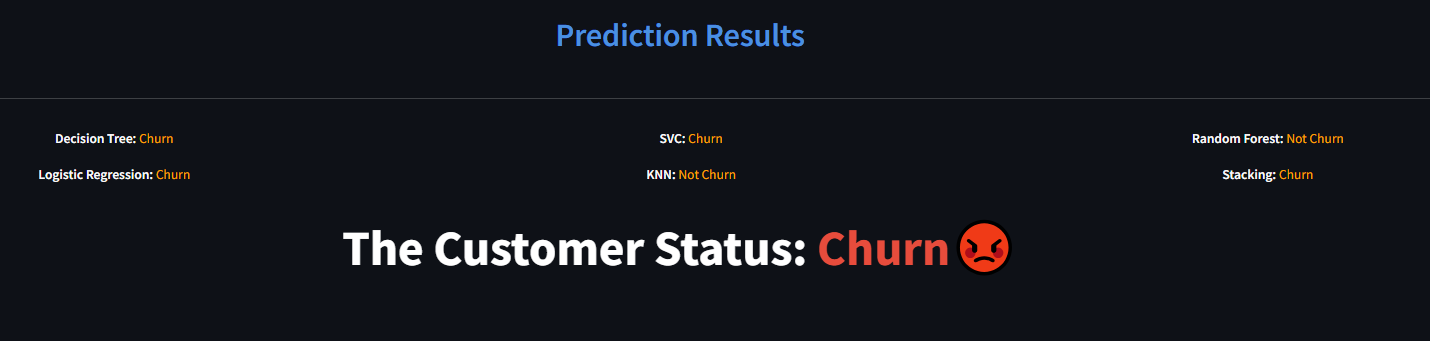 Prediction Results
Decision Tree: Churn SVC: Churn Random Forest: Not Churn
Logistic Regression: Churn KNN: Not Churn Stacking: Churn
The Customer Status: Churn